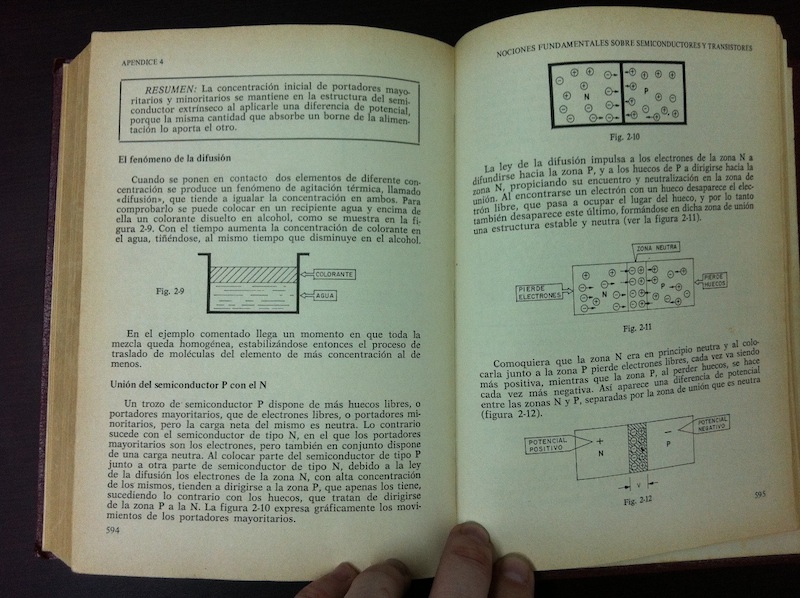 APENDICE 4
RESUMEN: La concentración inicial de portadores mayo-
ritarios y minoritarios se mantiene en la estructura del semi-
conductor extrínseco al aplicarle una diferencia de potencial,
porque la misma cantidad que absorbe un borne de la alimen-
tación lo aporta el otro.
El fenómeno de la difusión
Cuando se ponen en contacto dos elementos de diferente con-
centración se produce un fenómeno de agitación térmica, llamado
«difusión», que tiende a igualar la concentración en ambos. Para
comprobarlo se puede colocar en un recipiente agua y encima de
ella un colorante disuelto en alcohol, como se muestra en la fi-
gura 2-9. Con el tiempo aumenta la concentración de colorante en
el agua, tiñéndose, al mismo tiempo que disminuye en el alcohol.
COLORANTE
AGUA
Fig. 2-9
En el ejemplo comentado llega un momento en que toda la
mezcla queda homogénea, estabilizándose entonces el proceso de
traslado de moléculas del elemento de más concentración al de
menos.
Unión del semiconductor P con el N
Un trozo de semiconductor P dispone de más huecos libres, o
portadores mayoritarios, que de electrones libres, o portadores mi-
noritarios, pero la carga neta del mismo es neutra. Lo contrario
sucede con el semiconductor de tipo N, en el que los portadores
mayoritarios son los electrones, pero también en conjunto dispone
de una carga neutra. Al colocar parte del semiconductor de tipo P
junto a otra parte de semiconductor de tipo N, debido a la ley
de la difusión los electrones de la zona N, con alta concentración
de los mismos, tienden a dirigirse a la zona P, que apenas los tiene,
sucediendo lo contrario con los huecos, que tratan de dirigirse
de la zona P a la N. La figura 2-10 expresa gráficamente los movi-
mientos de los portadores mayoritarios.
594
NOCIONES FUNDAMENTALES SOBRE SEMICONDUCTORES Y TRANSISTORES
N
P
Fig. 2-10
La ley de la difusión impulsa a los electrones de la zona N a
difundirse hacia la zona P, y a los huecos de P a dirigirse hacia la
zona N, propiciando su encuentro y neutralización en la zona de
unión. Al encontrarse un electrón con un hueco desaparece el elec-
trón libre, que pasa a ocupar el lugar del hueco, y por lo tanto
también desaparece este último, formándose en dicha zona de unión
una estructura estable y neutra (ver la figura 2-11).
ZONA NEUTRA
PIERDE
ELECTRONES
N
P
PIERDE
HUECOS
Fig. 2-11
Comoquiera que la zona N era en principio neutra y al colo-
carla junto a la zona P pierde electrones libres, cada vez va siendo
más positiva, mientras que la zona P, al perder huecos, se hace
cada vez más negativa. Así aparece una diferencia de potencial
entre las zonas N y P, separadas por la zona de unión que es neutra
(figura 2-12).
POTENCIAL
POSITIVO
+
N
−
P
POTENCIAL
NEGATIVO
V
Fig. 2-12
595